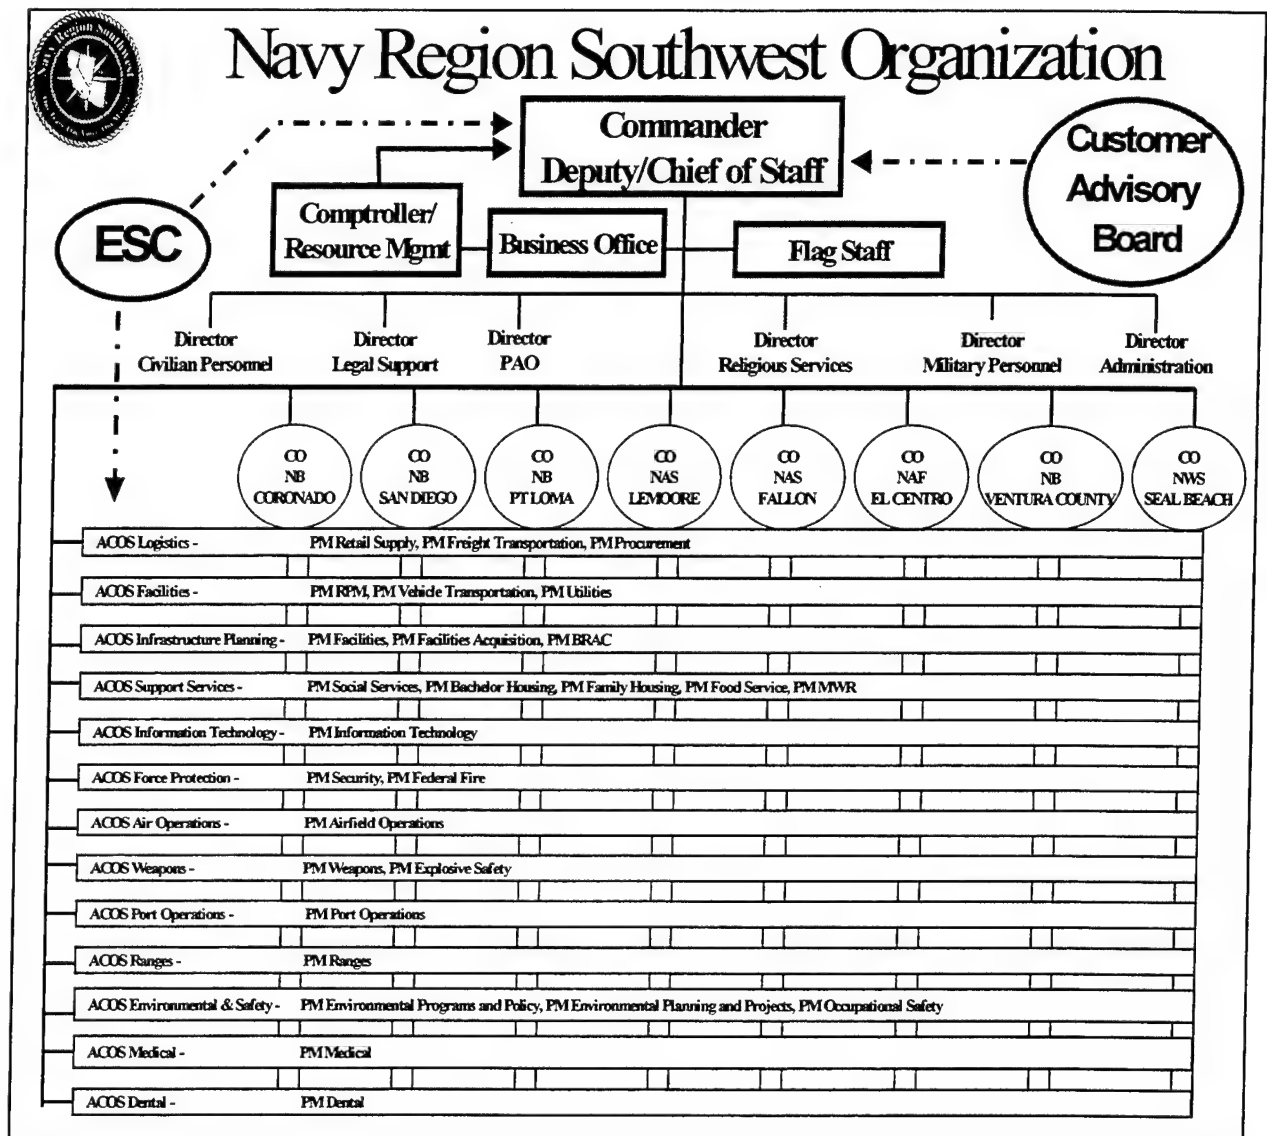 Navy Region Southwest Organization
Navy Region Southwest
Commander
Deputy/Chief of Staff
Customer
Advisory
Board
ESC
Comptroller/
Resource Mgmt
Business Office
Flag Staff
Director
Civilian Personnel
Director
Legal Support
Director
PAO
Director
Religious Services
Director
Military Personnel
Director
Administration
CO
NB
CORONADO
CO
NB
SAN DIEGO
CO
NB
PT LOMA
CO
NAS
LEMOORE
CO
NAS
FALLON
CO
NAF
EL CENTRO
CO
NB
VENTURA COUNTY
CO
NWS
SEAL BEACH
ACOS Logistics - PM Retail Supply, PM Freight Transportation, PM Procurement
ACOS Facilities - PM RPM, PM Vehicle Transportation, PM Utilities
ACOS Infrastructure Planning - PM Facilities, PM Facilities Acquisition, PM BRAC
ACOS Support Services - PM Social Services, PM Bachelor Housing, PM Family Housing, PM Food Service, PM MWR
ACOS Information Technology - PM Information Technology
ACOS Force Protection - PM Security, PM Federal Fire
ACOS Air Operations - PM Airfield Operations
ACOS Weapons - PM Weapons, PM Explosive Safety
ACOS Port Operations - PM Port Operations
ACOS Ranges - PM Ranges
ACOS Environmental & Safety - PM Environmental Programs and Policy, PM Environmental Planning and Projects, PM Occupational Safety
ACOS Medical - PM Medical
ACOS Dental - PM Dental